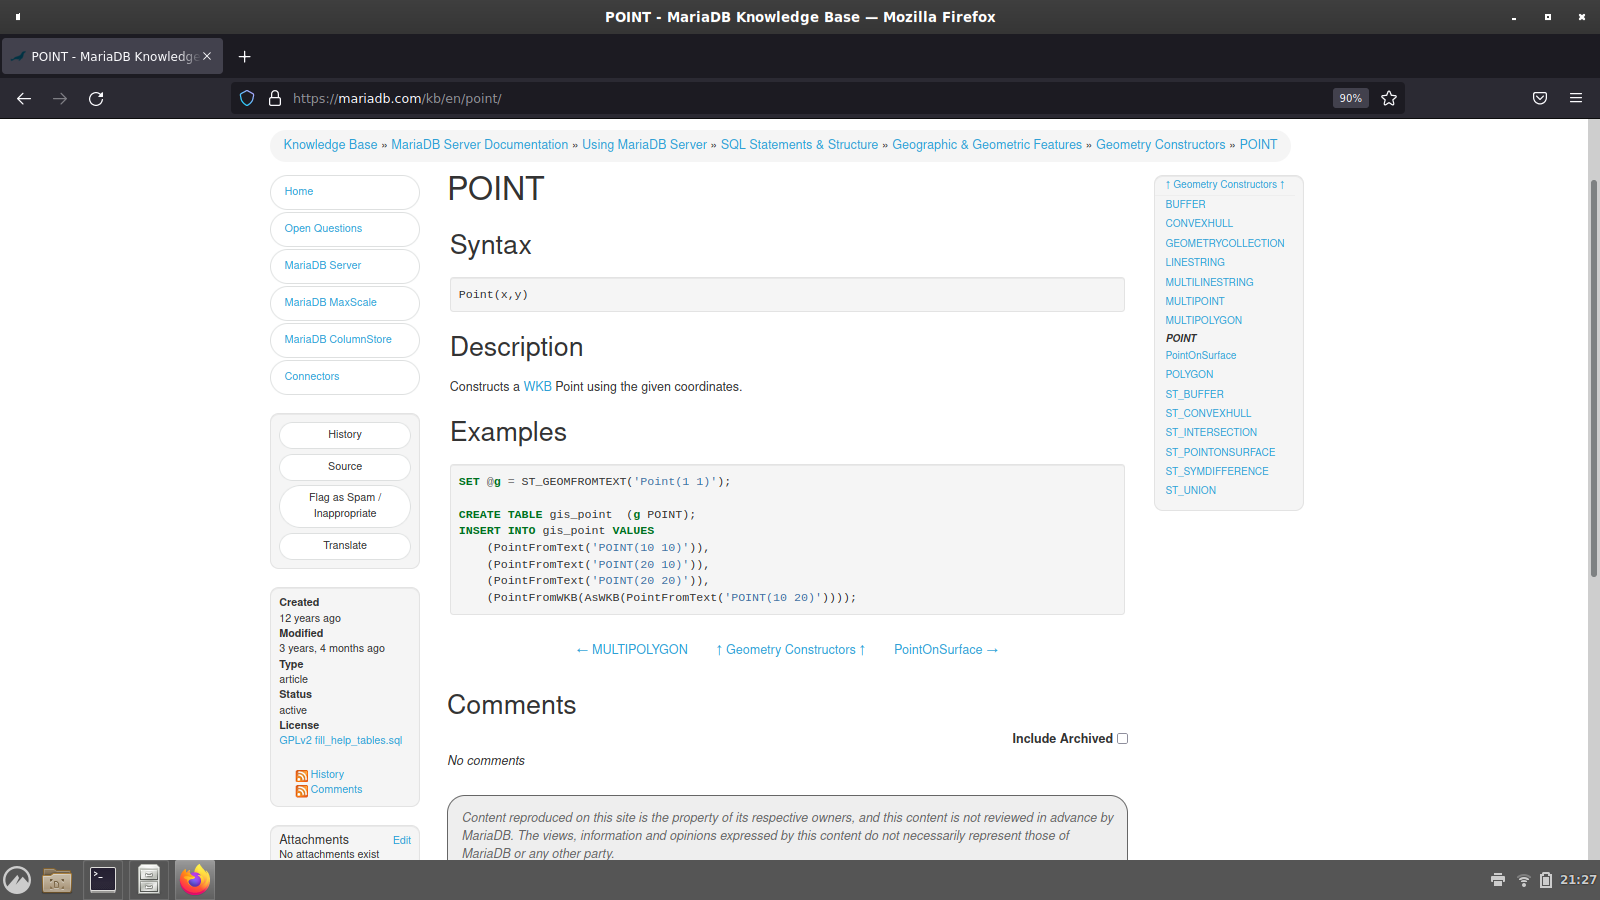 POINT - MariaDB Knowledge Base — Mozilla Firefox
POINT - MariaDB Knowledge
https://mariadb.com/kb/en/point/
90%
Knowledge Base » MariaDB Server Documentation » Using MariaDB Server » SQL Statements & Structure » Geographic & Geometric Features » Geometry Constructors » POINT
Home
Open Questions
MariaDB Server
MariaDB MaxScale
MariaDB ColumnStore
Connectors
History
Source
Flag as Spam /
Inappropriate
Translate
Created
12 years ago
Modified
3 years, 4 months ago
Type
article
Status
active
License
GPLv2 fill_help_tables.sql
History
Comments
Attachments Edit
No attachments exist
POINT
Syntax
Point(x,y)
Description
Constructs a WKB Point using the given coordinates.
Examples
SET @g = ST_GEOMFROMTEXT('Point(1 1)');
CREATE TABLE gis_point  (g POINT);
INSERT INTO gis_point VALUES
    (PointFromText('POINT(10 10)')),
    (PointFromText('POINT(20 10)')),
    (PointFromText('POINT(20 20)')),
    (PointFromWKB(AsWKB(PointFromText('POINT(10 20)'))));
← MULTIPOLYGON ↑ Geometry Constructors ↑ PointOnSurface →
Comments
Include Archived
No comments
Content reproduced on this site is the property of its respective owners, and this content is not reviewed in advance by
MariaDB. The views, information and opinions expressed by this content do not necessarily represent those of
MariaDB or any other party.
↑ Geometry Constructors ↑
BUFFER
CONVEXHULL
GEOMETRYCOLLECTION
LINESTRING
MULTILINESTRING
MULTIPOINT
MULTIPOLYGON
POINT
PointOnSurface
POLYGON
ST_BUFFER
ST_CONVEXHULL
ST_INTERSECTION
ST_POINTONSURFACE
ST_SYMDIFFERENCE
ST_UNION
21:27